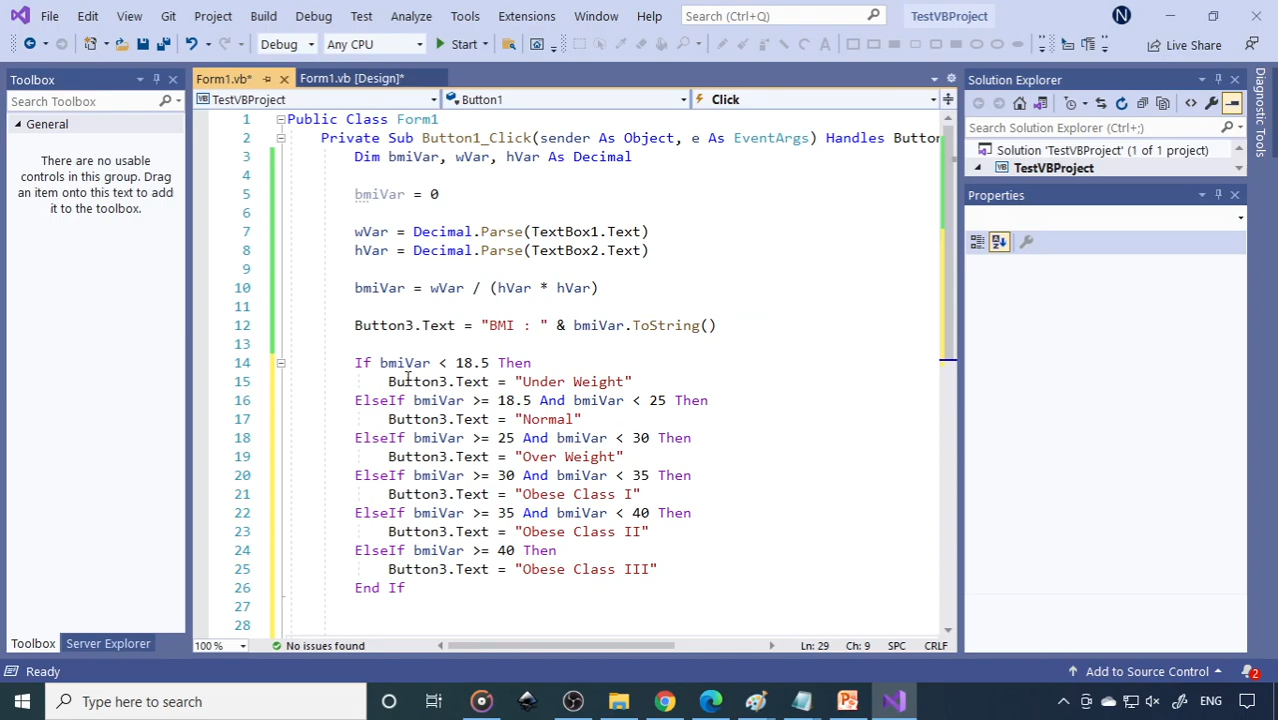 File Edit View Git Project Build Debug Test Analyze Tools Extensions Window Help Search (Ctrl+Q) TestVBProject N
Debug Any CPU Start Live Share
Toolbox
Search Toolbox
General
There are no usable
controls in this group. Drag
an item onto this text to add
it to the toolbox.
Toolbox Server Explorer
Form1.vb* Form1.vb [Design]*
TestVBProject Button1 Click
1 Public Class Form1
2 Private Sub Button1_Click(sender As Object, e As EventArgs) Handles Button
3 Dim bmiVar, wVar, hVar As Decimal
4
5 bmiVar = 0
6
7 wVar = Decimal.Parse(TextBox1.Text)
8 hVar = Decimal.Parse(TextBox2.Text)
9
10 bmiVar = wVar / (hVar * hVar)
11
12 Button3.Text = "BMI : " & bmiVar.ToString()
13
14 If bmiVar < 18.5 Then
15 Button3.Text = "Under Weight"
16 ElseIf bmiVar >= 18.5 And bmiVar < 25 Then
17 Button3.Text = "Normal"
18 ElseIf bmiVar >= 25 And bmiVar < 30 Then
19 Button3.Text = "Over Weight"
20 ElseIf bmiVar >= 30 And bmiVar < 35 Then
21 Button3.Text = "Obese Class I"
22 ElseIf bmiVar >= 35 And bmiVar < 40 Then
23 Button3.Text = "Obese Class II"
24 ElseIf bmiVar >= 40 Then
25 Button3.Text = "Obese Class III"
26 End If
27
28
100 % No issues found Ln: 29 Ch: 9 SPC CRLF
Solution Explorer
Search Solution Explorer (Ctrl+;)
Solution 'TestVBProject' (1 of 1 project)
TestVBProject
Properties
Diagnostic Tools
Ready Add to Source Control 2
Type here to search ENG